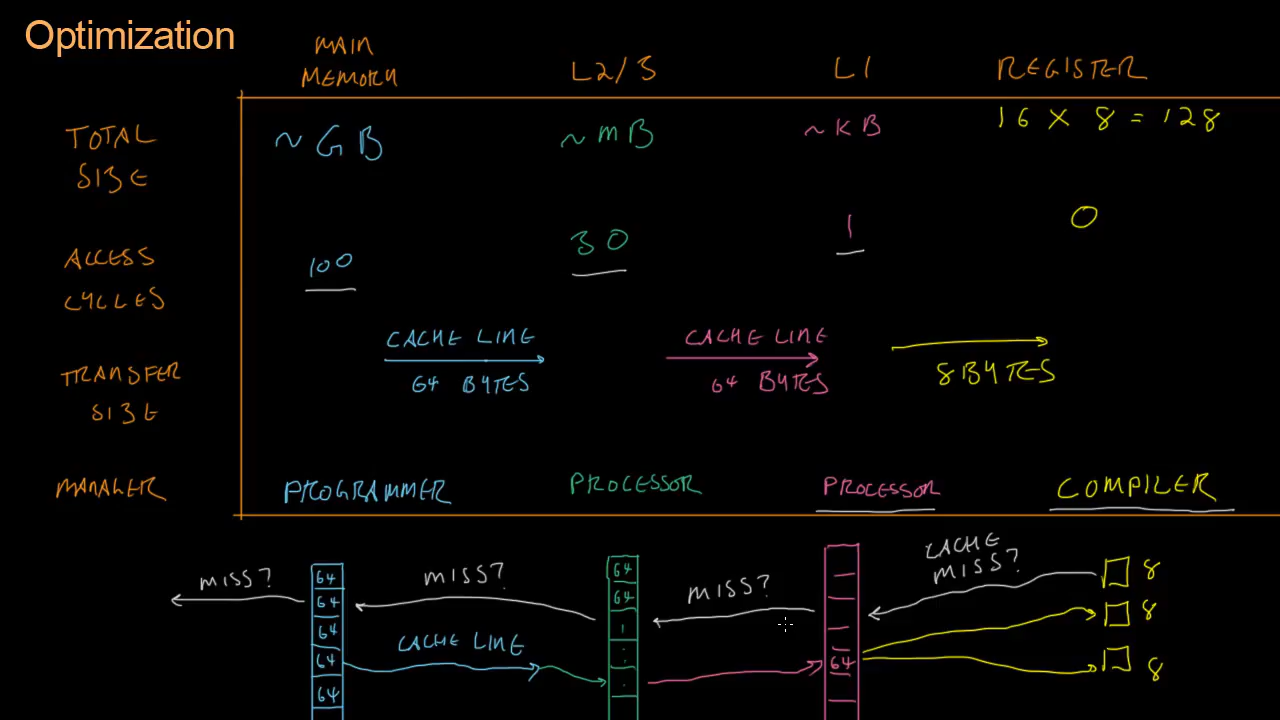 Optimization
MAIN
MEMORY
L2/3
L1
REGISTER
TOTAL
SIZE
~ GB
~ MB
~ KB
16 X 8 = 128
ACCESS
CYCLES
100
30
1
0
TRANSFER
SIZE
CACHE LINE
64 BYTES
CACHE LINE
64 BYTES
8 BYTES
MANAGER
PROGRAMMER
PROCESSOR
PROCESSOR
COMPILER
MISS?
64
64
64
64
64
MISS?
CACHE LINE
64
64
MISS?
64
CACHE
MISS?
8
8
8